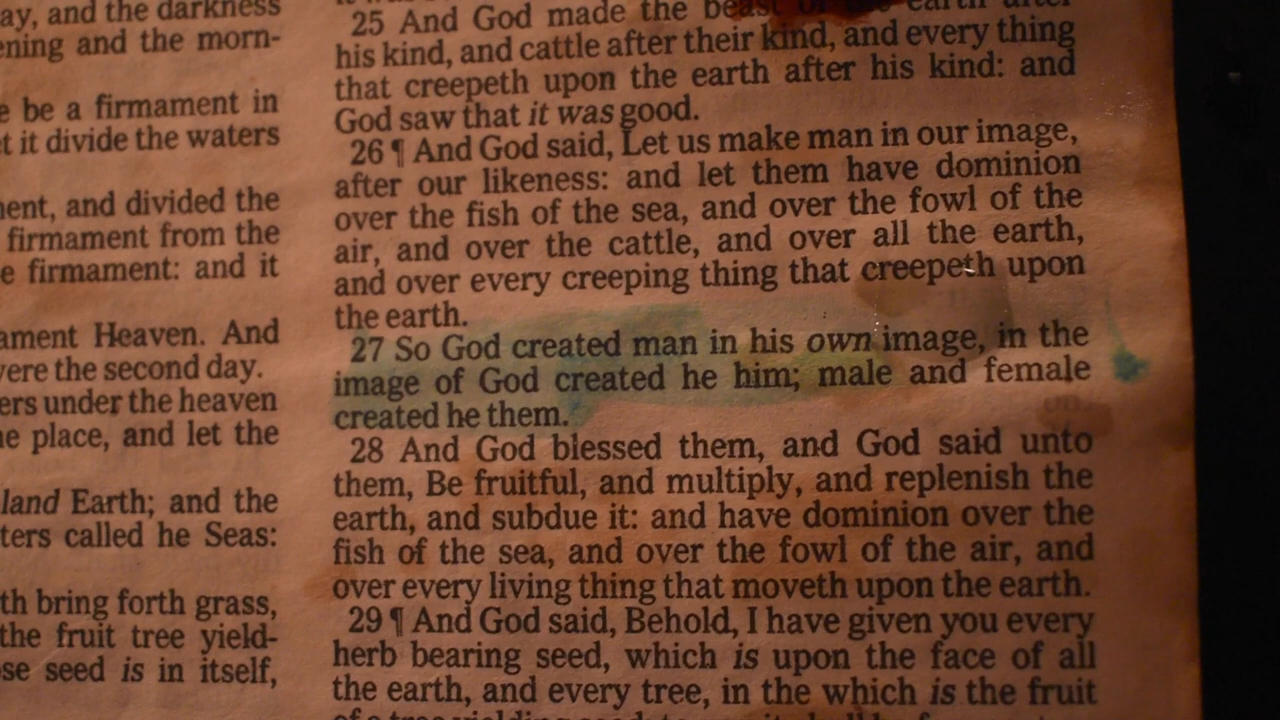 ay, and the darkness
ening and the morn-
e be a firmament in
t it divide the waters
ent, and divided the
firmament from the
e firmament: and it
ament Heaven. And
ere the second day.
ers under the heaven
e place, and let the
land Earth; and the
ters called he Seas:
th bring forth grass,
the fruit tree yield-
se seed is in itself,
25 And God made the beast of the earth after
his kind, and cattle after their kind, and every thing
that creepeth upon the earth after his kind: and
God saw that it was good.
26 ¶ And God said, Let us make man in our image,
after our likeness: and let them have dominion
over the fish of the sea, and over the fowl of the
air, and over the cattle, and over all the earth,
and over every creeping thing that creepeth upon
the earth.
27 So God created man in his own image, in the
image of God created he him; male and female
created he them.
28 And God blessed them, and God said unto
them, Be fruitful, and multiply, and replenish the
earth, and subdue it: and have dominion over the
fish of the sea, and over the fowl of the air, and
over every living thing that moveth upon the earth.
29 ¶ And God said, Behold, I have given you every
herb bearing seed, which is upon the face of all
the earth, and every tree, in the which is the fruit